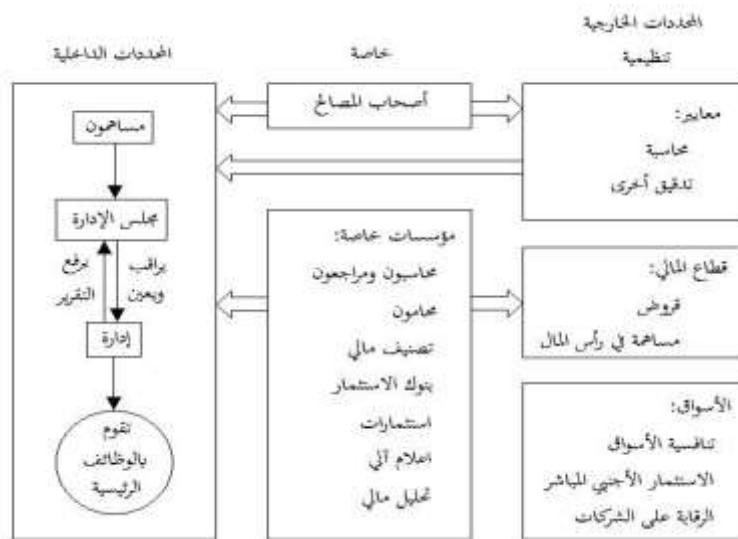 المحددات الخارجية
تنظيمية
معايير:
محاسبة
تدقيق أخرى
قطاع المالي:
قروض
مساهمة في رأس المال
الأسواق:
تنافسية الأسواق
الاستثمار الأجنبي المباشر
الرقابة على الشركات
خاصة
أصحاب المصالح
مؤسسات خاصة:
محاسبون ومراجعون
محامون
تصنيف مالي
بنوك الاستثمار
استثمارات
اعلام آلي
تحليل مالي
المحددات الداخلية
مساهمون
مجلس الإدارة
يراقب
ويعين
يرفع
التقرير
إدارة
تقوم
بالوظائف
الرئيسية